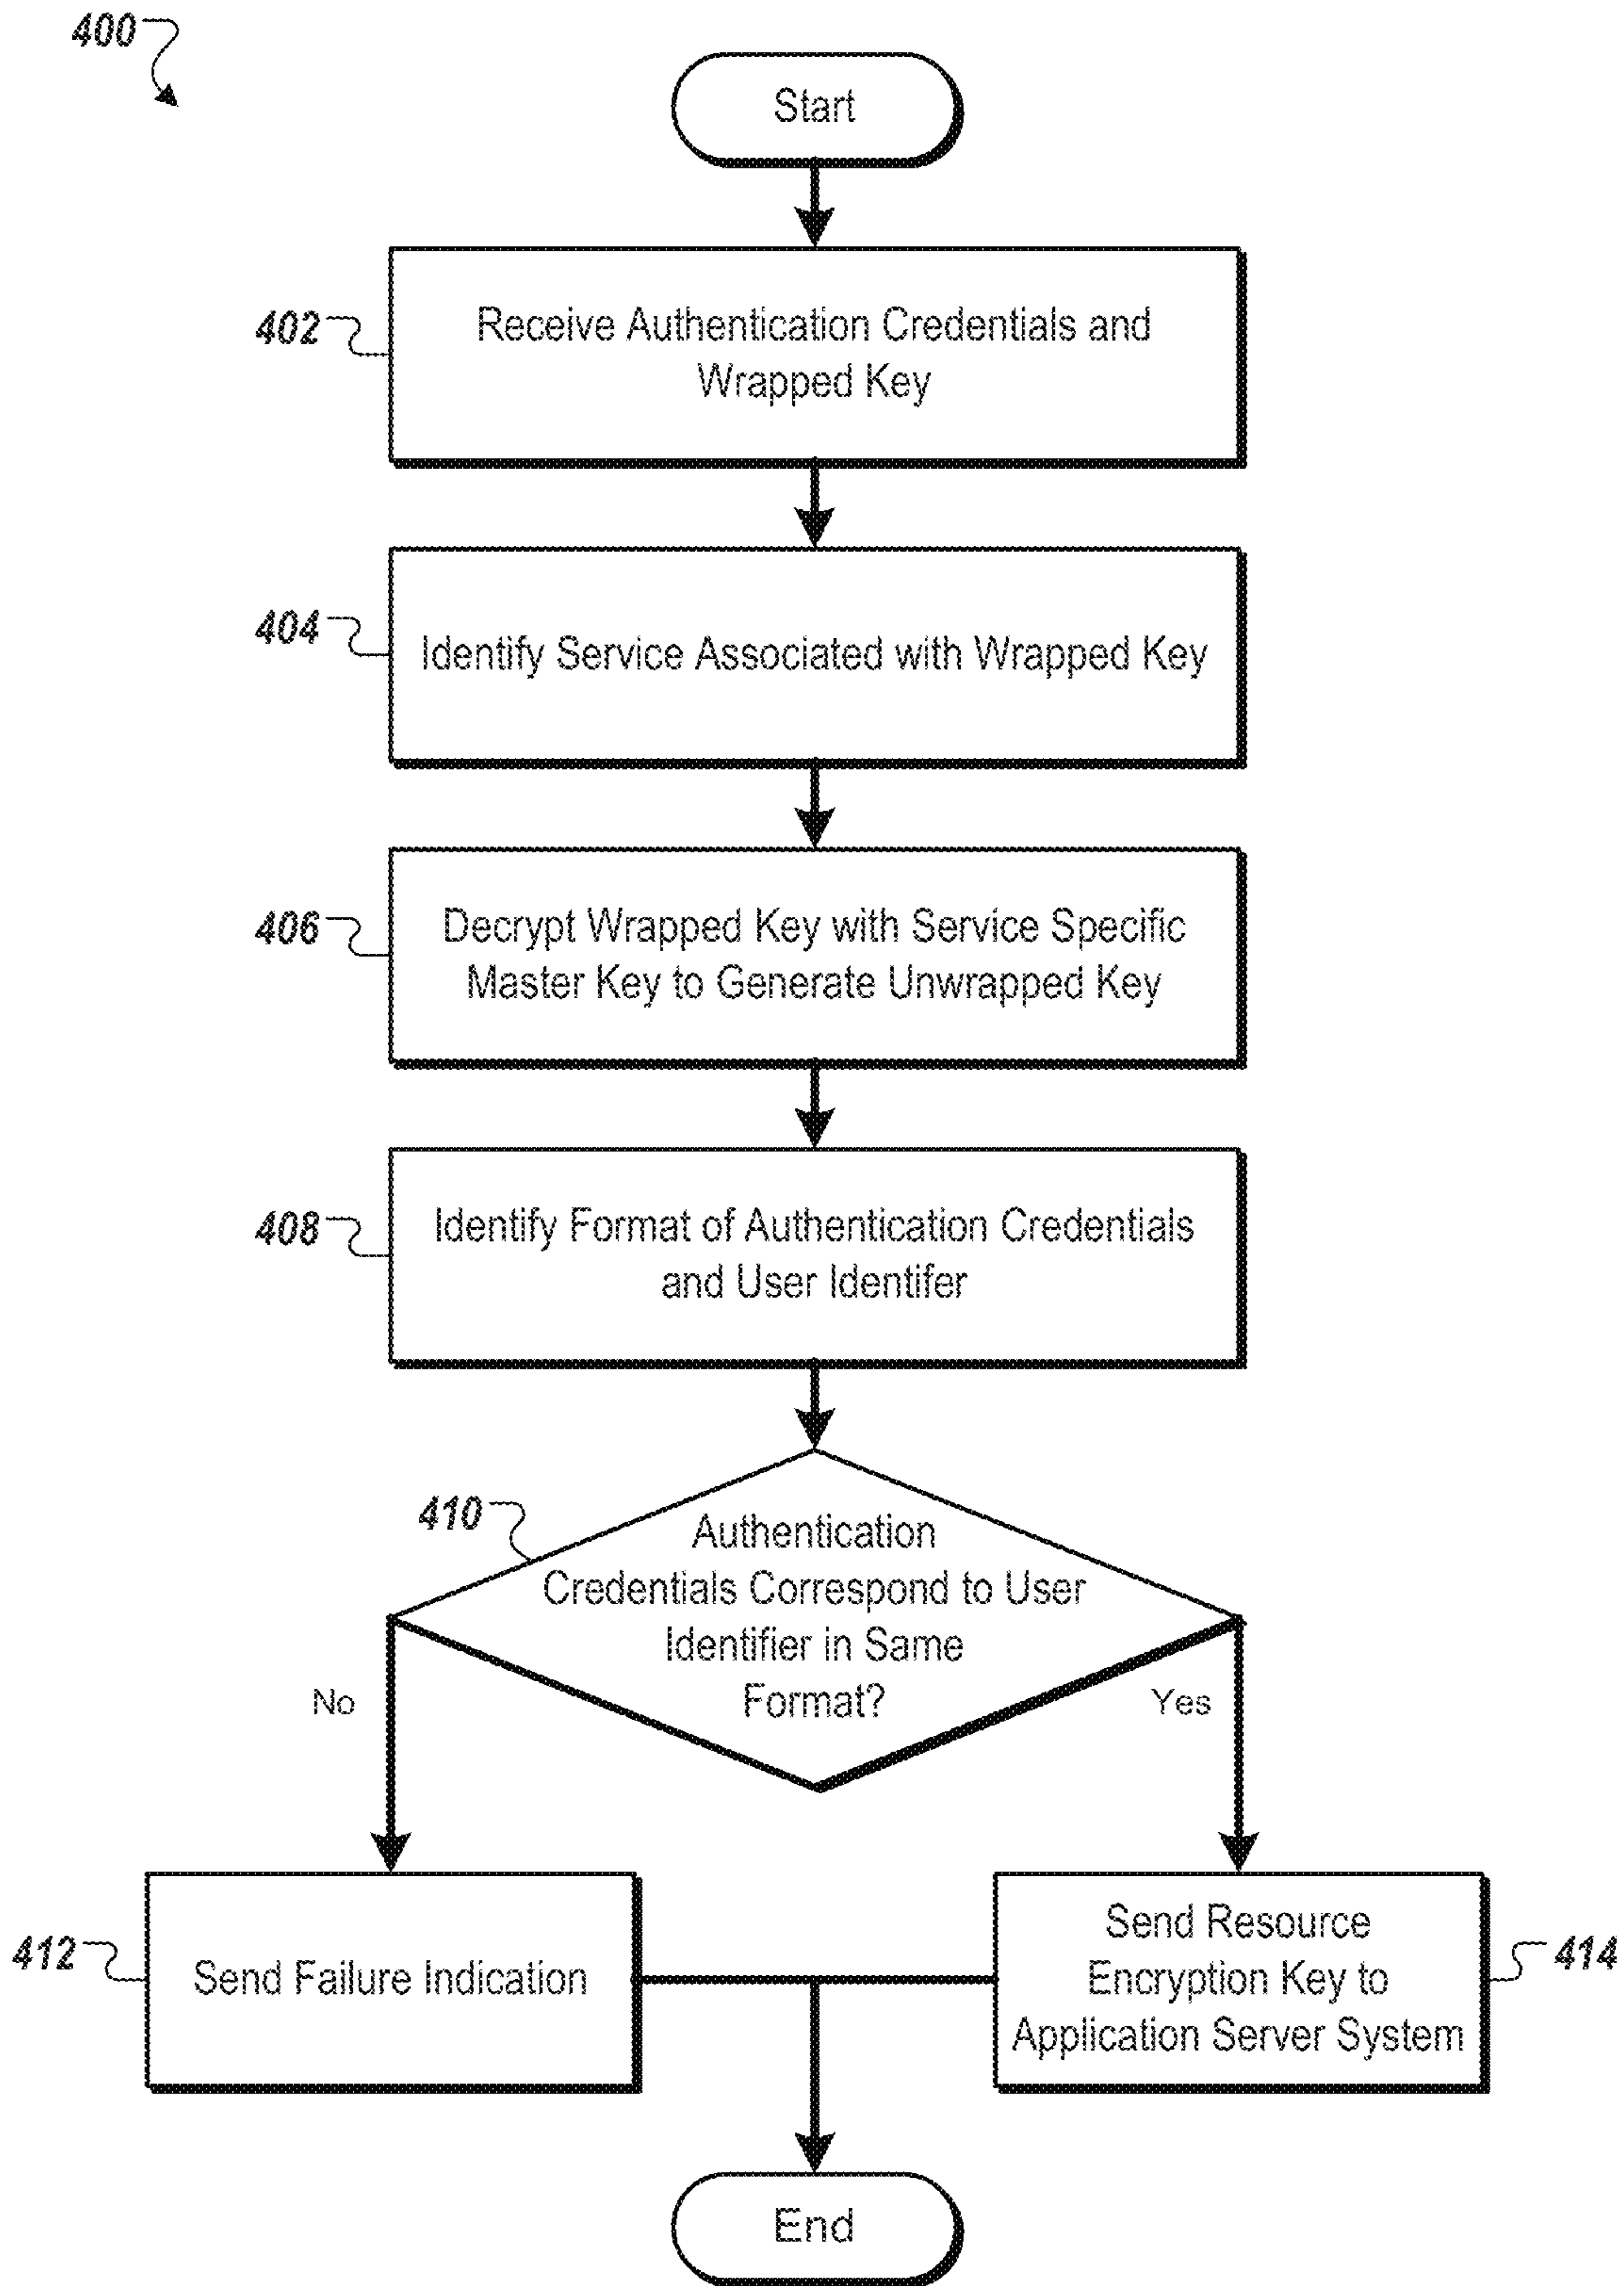 400
Start
402
Receive Authentication Credentials and
Wrapped Key
404
Identify Service Associated with Wrapped Key
406
Decrypt Wrapped Key with Service Specific
Master Key to Generate Unwrapped Key
408
Identify Format of Authentication Credentials
and User Identifer
410
Authentication
Credentials Correspond to User
Identifier in Same
Format?
No
Yes
412
Send Failure Indication
Send Resource
Encryption Key to
Application Server System
414
End